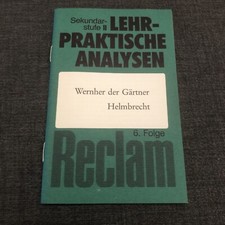 Sekundar-
stufe II LEHR-
PRAKTISCHE
ANALYSEN
Wernher der Gärtner
Helmbrecht
6. Folge
Reclam